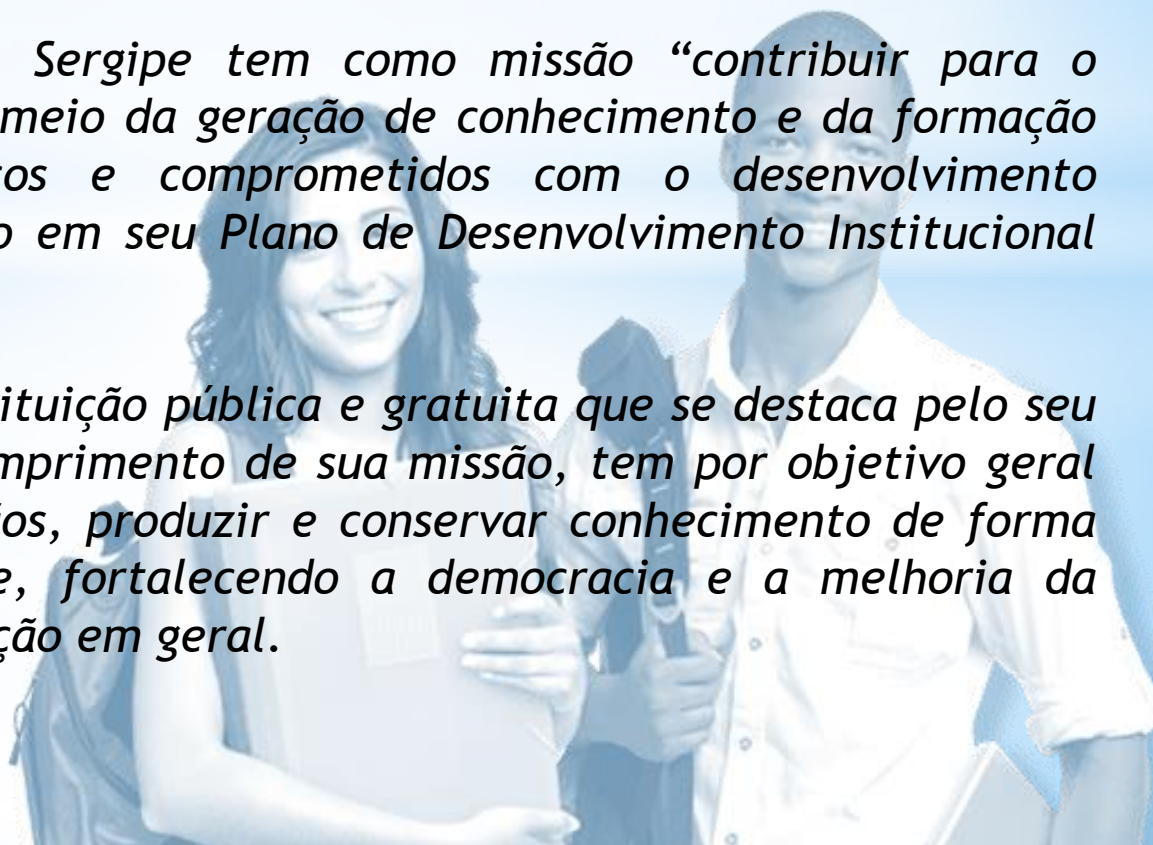 Sergipe tem como missão “contribuir para o
meio da geração de conhecimento e da formação
os e comprometidos com o desenvolvimento
em seu Plano de Desenvolvimento Institucional
ituição pública e gratuita que se destaca pelo seu
mprimento de sua missão, tem por objetivo geral
os, produzir e conservar conhecimento de forma
e, fortalecendo a democracia e a melhoria da
ção em geral.